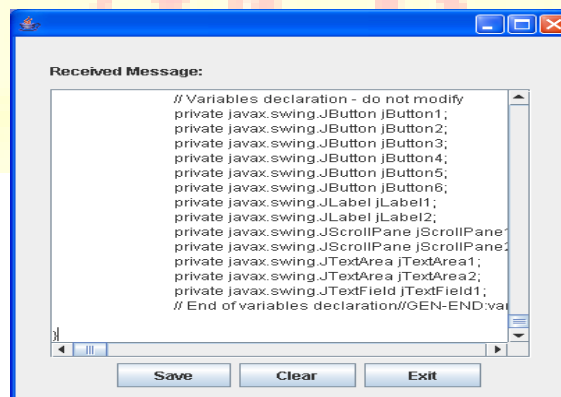 Received Message:
// Variables declaration - do not modify
private javax.swing.JButton jButton1;
private javax.swing.JButton jButton2;
private javax.swing.JButton jButton3;
private javax.swing.JButton jButton4;
private javax.swing.JButton jButton5;
private javax.swing.JButton jButton6;
private javax.swing.JLabel jLabel1;
private javax.swing.JLabel jLabel2;
private javax.swing.JScrollPane jScrollPane1
private javax.swing.JScrollPane jScrollPane2
private javax.swing.JTextArea jTextArea1;
private javax.swing.JTextArea jTextArea2;
private javax.swing.JTextField jTextField1;
// End of variables declaration//GEN-END:var
}
Save Clear Exit